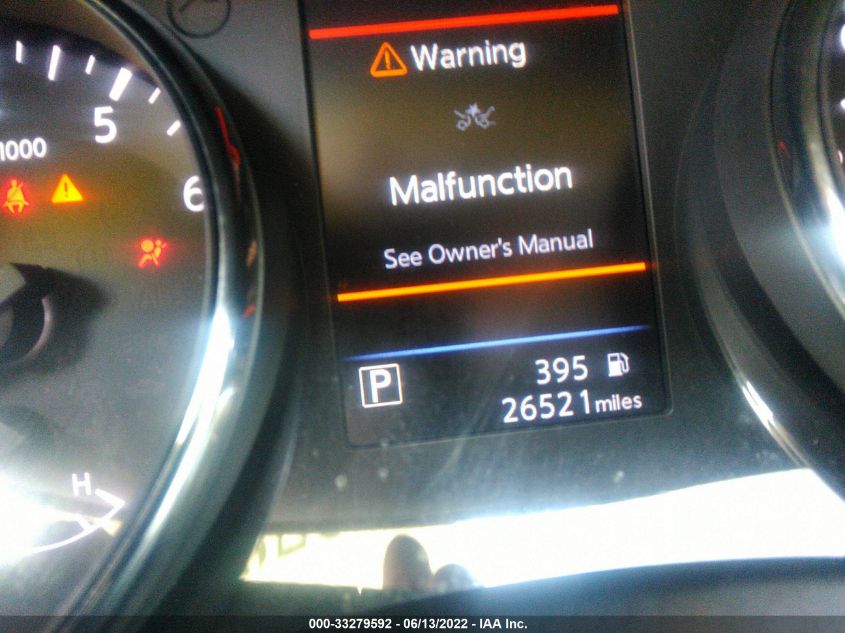 Warning
5
1000
Malfunction
6
See Owner's Manual
P
395
26521 miles
H
000-33279592 - 06/13/2022 - IAA Inc.